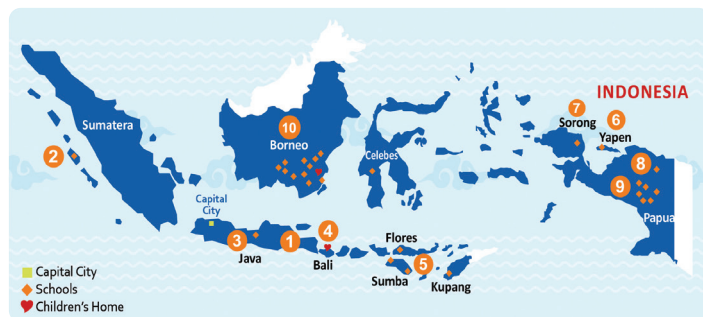 INDONESIA
7
Sorong
6
Yapen
Sumatera
10
Borneo
2
Celebes
8
9
Papua
Capital
City
4
3
1
Java
Bali
Flores
5
Sumba
Kupang
Capital City
Schools
Children's Home